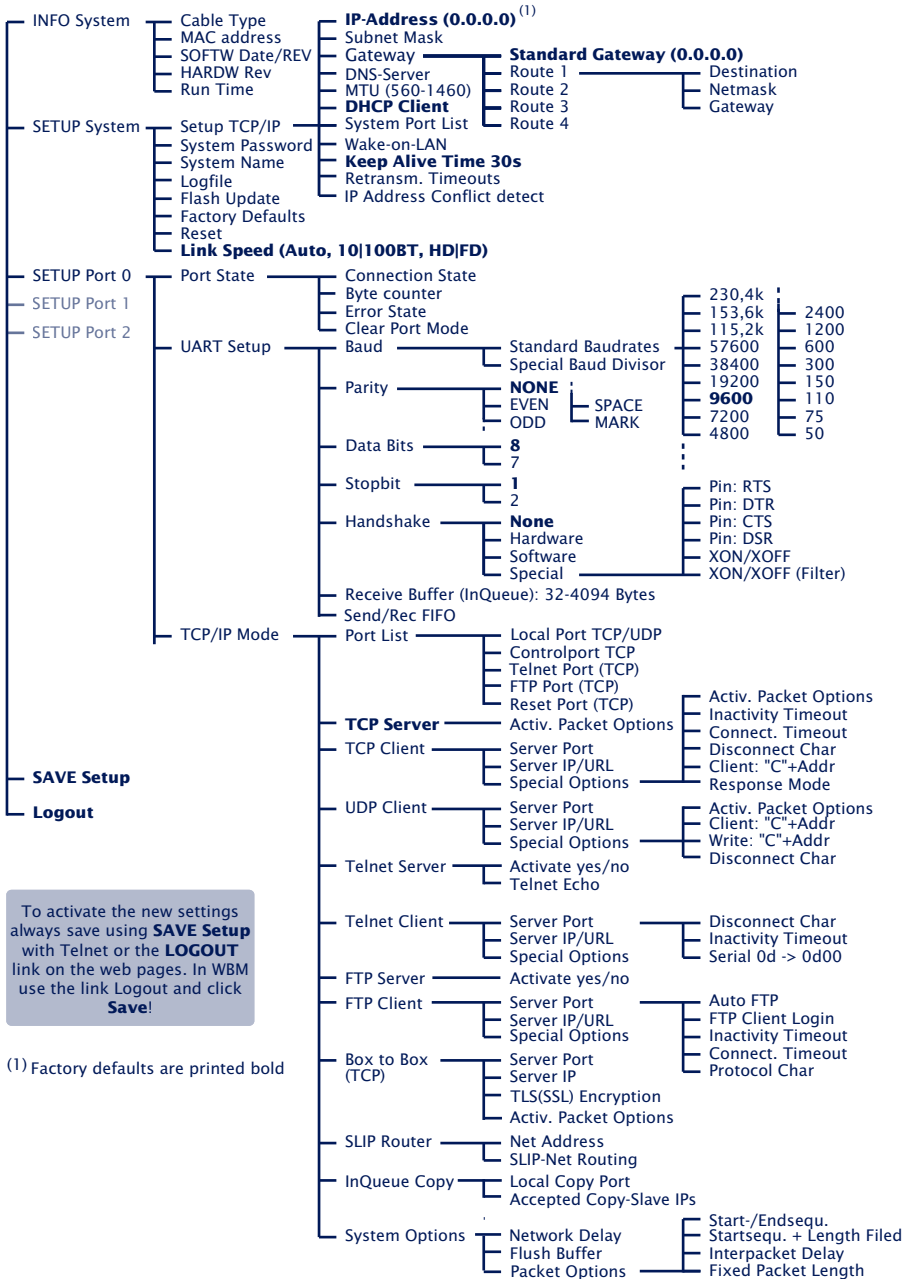 INFO System
Cable Type
MAC address
SOFTW Date/REV
HARDW Rev
Run Time
SETUP System
Setup TCP/IP
IP-Address (0.0.0.0) (1)
Subnet Mask
Gateway
Standard Gateway (0.0.0.0)
Route 1
Destination
Netmask
Gateway
Route 2
Route 3
Route 4
DNS-Server
MTU (560-1460)
DHCP Client
System Port List
Wake-on-LAN
Keep Alive Time 30s
Retransm. Timeouts
IP Address Conflict detect
System Password
System Name
Logfile
Flash Update
Factory Defaults
Reset
Link Speed (Auto, 10|100BT, HD|FD)
SETUP Port 0
SETUP Port 1
SETUP Port 2
Port State
Connection State
Byte counter
Error State
Clear Port Mode
UART Setup
Baud
Standard Baudrates
Special Baud Divisor
230,4k
153,6k
115,2k
57600
38400
19200
9600
7200
4800
2400
1200
600
300
150
110
75
50
Parity
NONE
EVEN
ODD
SPACE
MARK
Data Bits
8
7
Stopbit
1
2
Handshake
None
Hardware
Software
Special
Pin: RTS
Pin: DTR
Pin: CTS
Pin: DSR
XON/XOFF
XON/XOFF (Filter)
Receive Buffer (InQueue): 32-4094 Bytes
Send/Rec FIFO
TCP/IP Mode
Port List
Local Port TCP/UDP
Controlport TCP
Telnet Port (TCP)
FTP Port (TCP)
Reset Port (TCP)
TCP Server
Activ. Packet Options
TCP Client
Server Port
Server IP/URL
Special Options
Activ. Packet Options
Inactivity Timeout
Connect. Timeout
Disconnect Char
Client: "C"+Addr
Response Mode
UDP Client
Server Port
Server IP/URL
Special Options
Activ. Packet Options
Client: "C"+Addr
Write: "C"+Addr
Disconnect Char
Telnet Server
Activate yes/no
Telnet Echo
Telnet Client
Server Port
Server IP/URL
Special Options
Disconnect Char
Inactivity Timeout
Serial 0d -> 0d00
FTP Server
Activate yes/no
FTP Client
Server Port
Server IP/URL
Special Options
Auto FTP
FTP Client Login
Inactivity Timeout
Connect. Timeout
Protocol Char
Box to Box
(TCP)
Server Port
Server IP
TLS(SSL) Encryption
Activ. Packet Options
SLIP Router
Net Address
SLIP-Net Routing
InQueue Copy
Local Copy Port
Accepted Copy-Slave IPs
System Options
Network Delay
Flush Buffer
Packet Options
Start-/Endsequ.
Startsequ. + Length Filed
Interpacket Delay
Fixed Packet Length
SAVE Setup
Logout
To activate the new settings
always save using SAVE Setup
with Telnet or the LOGOUT
link on the web pages. In WBM
use the link Logout and click
Save!
(1) Factory defaults are printed bold